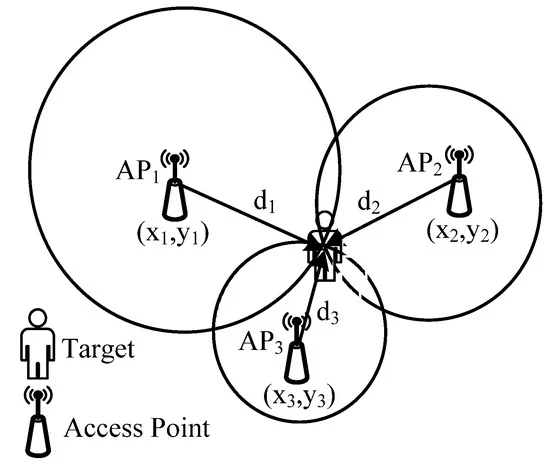 AP₁
AP₂
d₁
d₂
(x₁,y₁)
(x₂,y₂)
d₃
AP₃
Target
(x₃,y₃)
Access Point